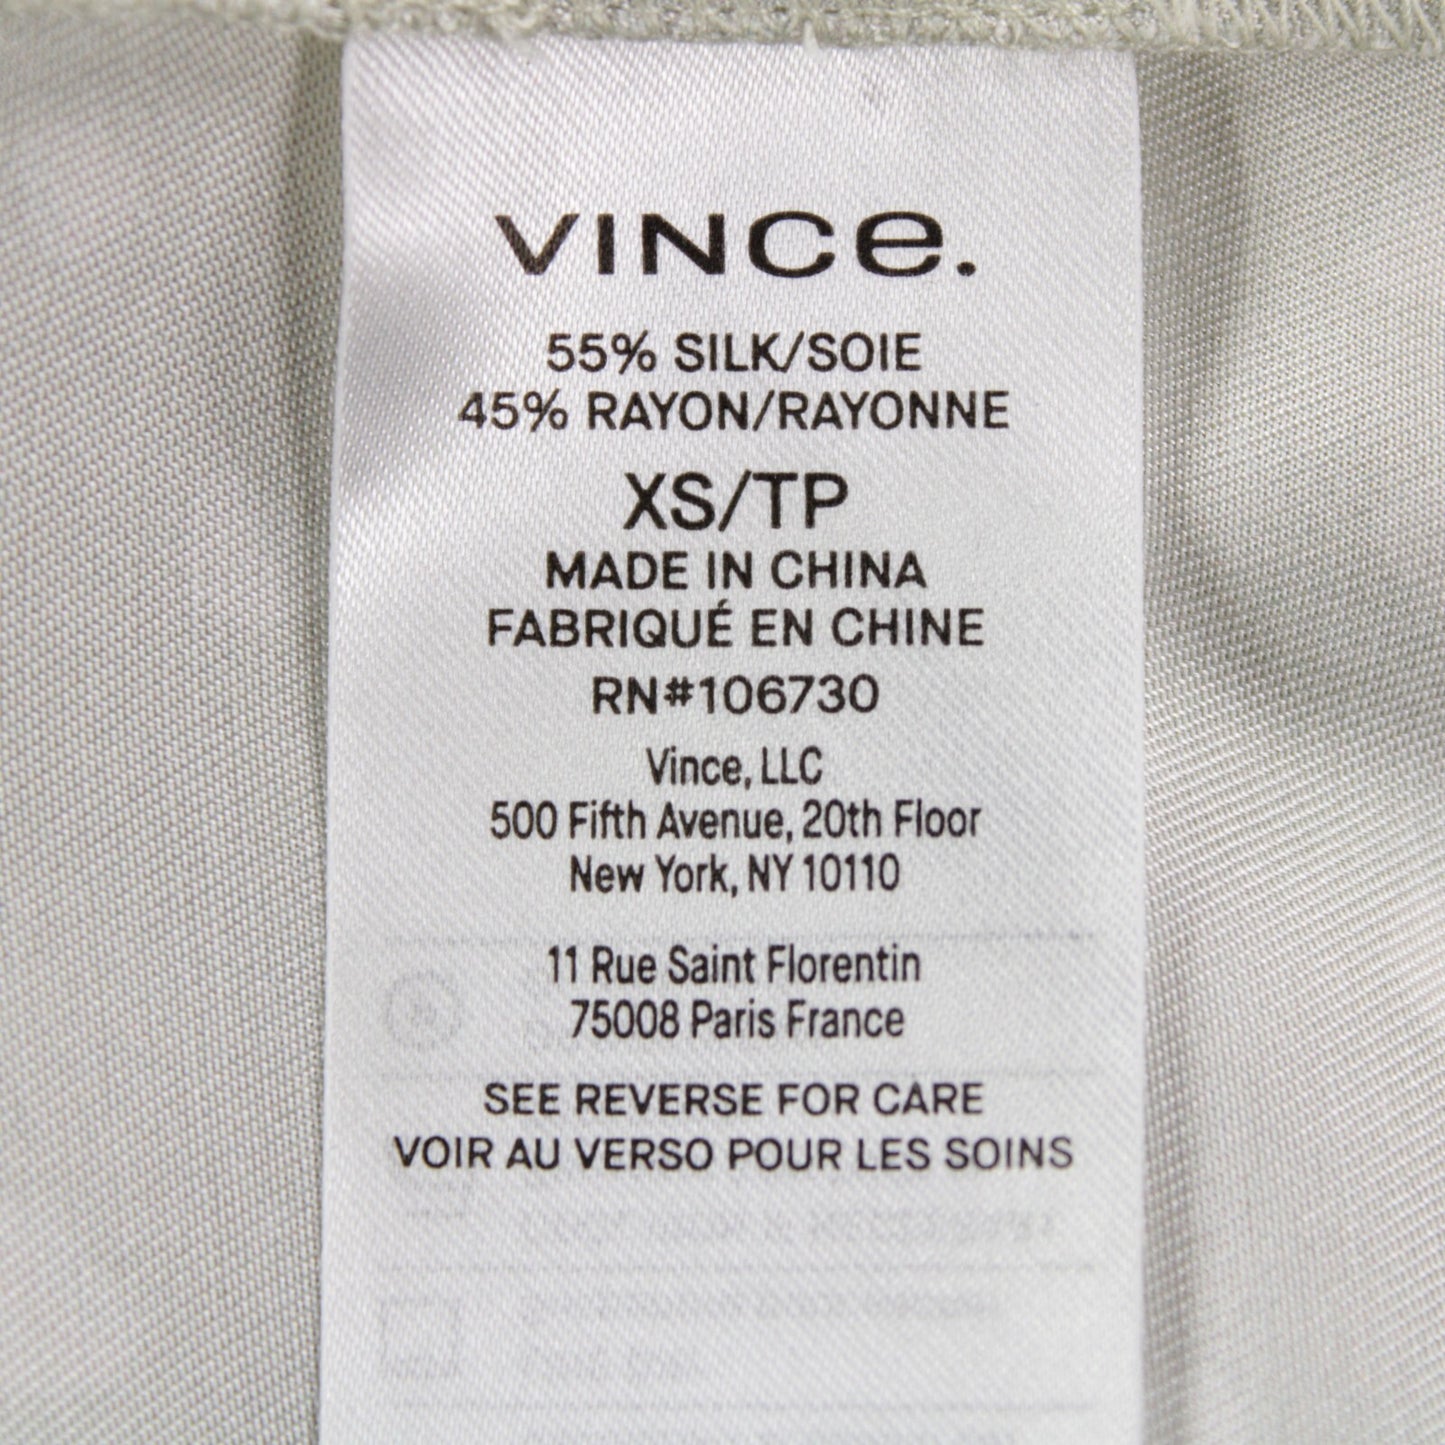 VINCe.
55% SILK/SOIE
45% RAYON/RAYONNE
XS/TP
MADE IN CHINA
FABRIQUÉ EN CHINE
RN#106730
Vince, LLC
500 Fifth Avenue, 20th Floor
New York, NY 10110
11 Rue Saint Florentin
75008 Paris France
SEE REVERSE FOR CARE
VOIR AU VERSO POUR LES SOINS